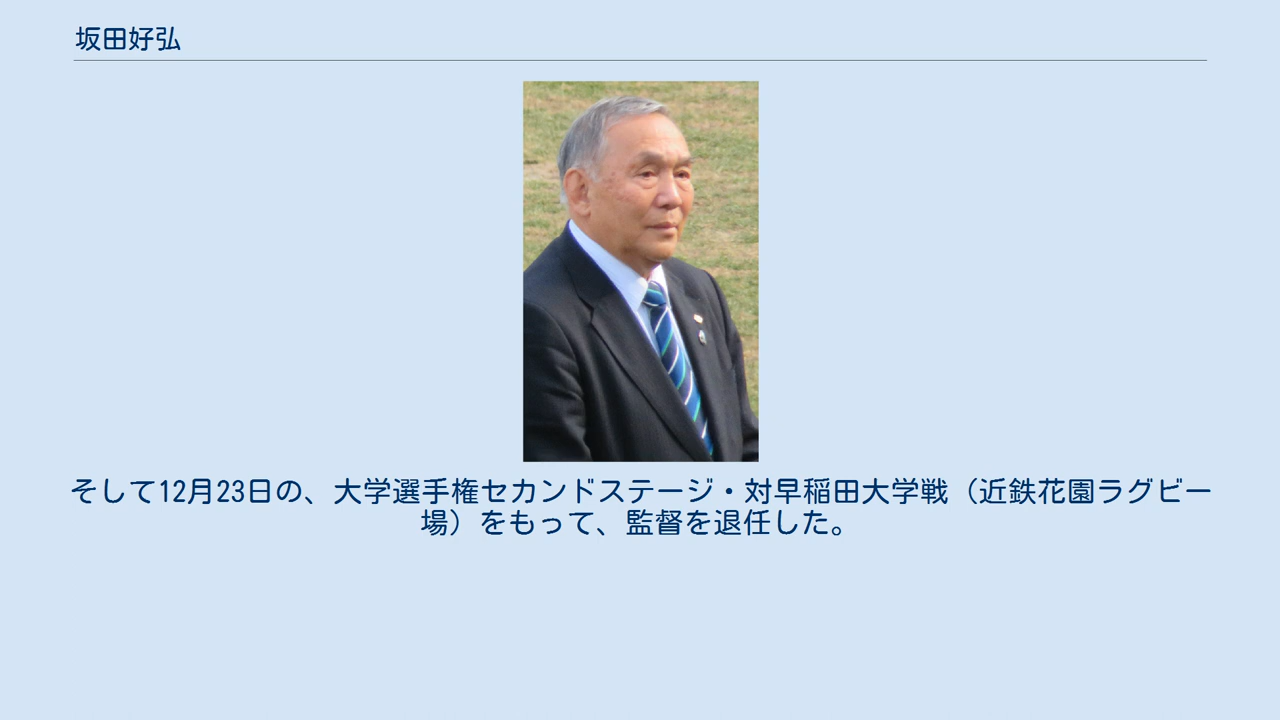 坂田好弘
そして12月23日の、大学選手権セカンドステージ・対早稲田大学戦（近鉄花園ラグビー
場）をもって、監督を退任した。